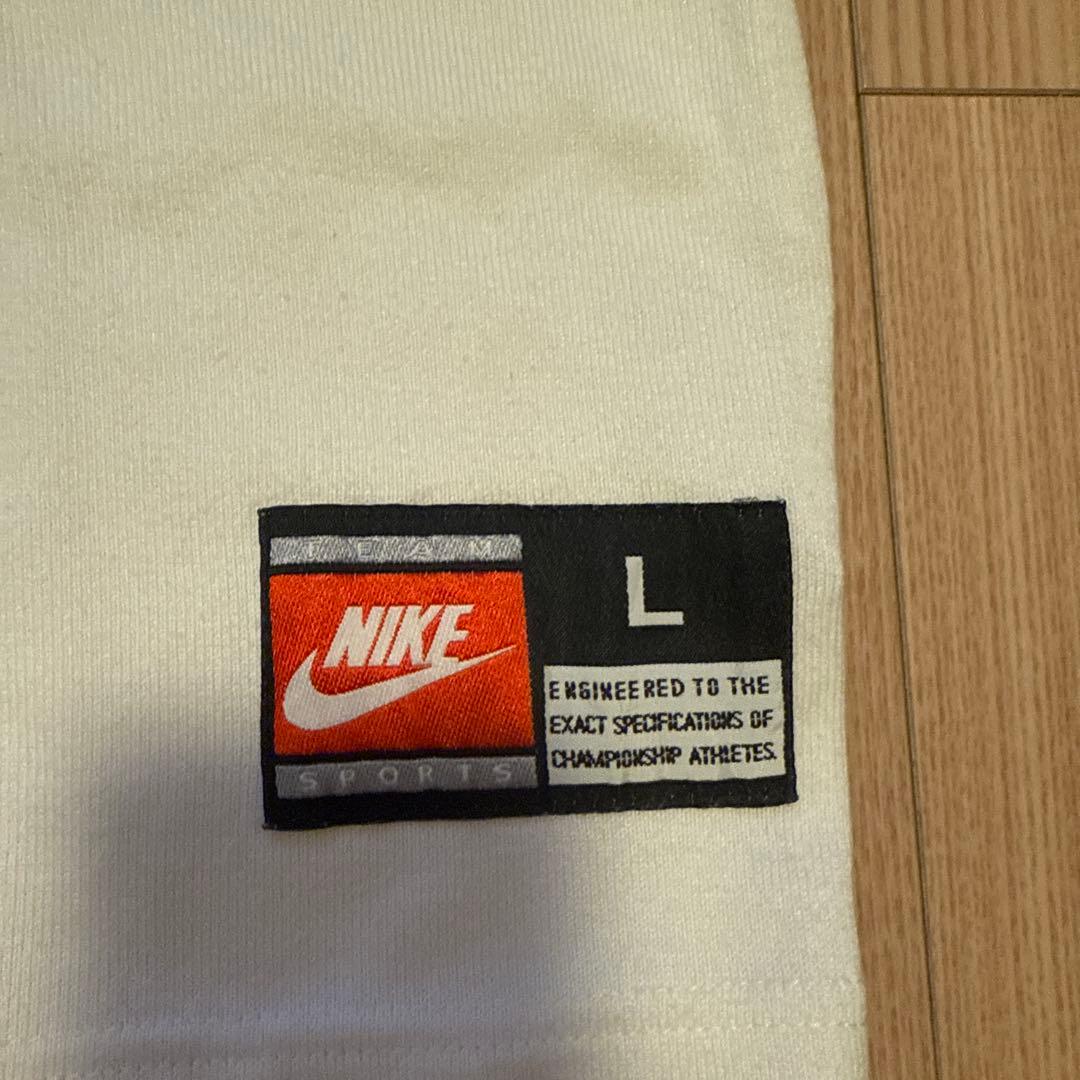 TEAM
NIKE
SPORTS
L
ENGINEERED TO THE
EXACT SPECIFICATIONS OF
CHAMPIONSHIP ATHLETES.